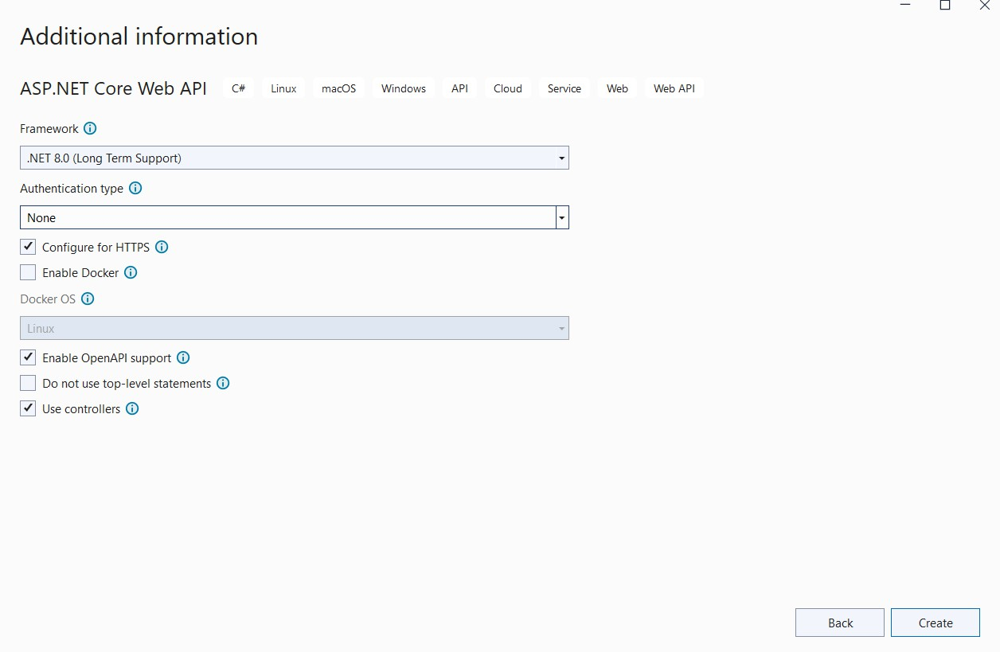 Additional information
ASP.NET Core Web API C# Linux macOS Windows API Cloud Service Web Web API
Framework
.NET 8.0 (Long Term Support)
Authentication type
None
Configure for HTTPS
Enable Docker
Docker OS
Linux
Enable OpenAPI support
Do not use top-level statements
Use controllers
Back Create